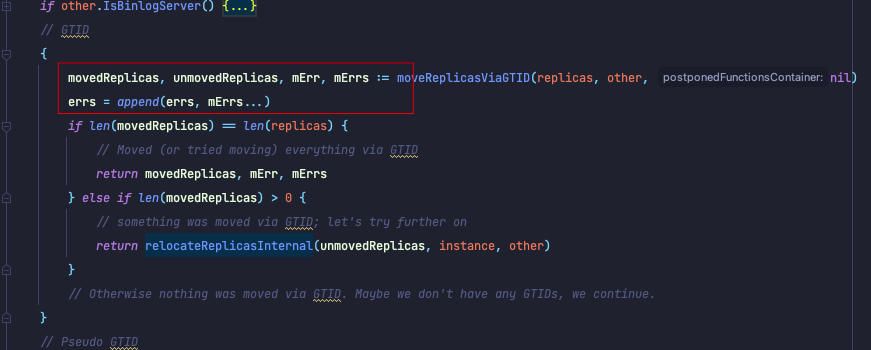 if other.IsBinlogServer() {...}
// GTID
{
movedReplicas, unmovedReplicas, mErr, mErrs := moveReplicasViaGTID(replicas, other, postponedFunctionsContainer: nil)
errs = append(errs, mErrs...)
if len(movedReplicas) == len(replicas) {
// Moved (or tried moving) everything via GTID
return movedReplicas, mErr, mErrs
} else if len(movedReplicas) > 0 {
// something was moved via GTID; let's try further on
return relocateReplicasInternal(unmovedReplicas, instance, other)
}
// Otherwise nothing was moved via GTID. Maybe we don't have any GTIDs, we continue.
}
// Pseudo GTID